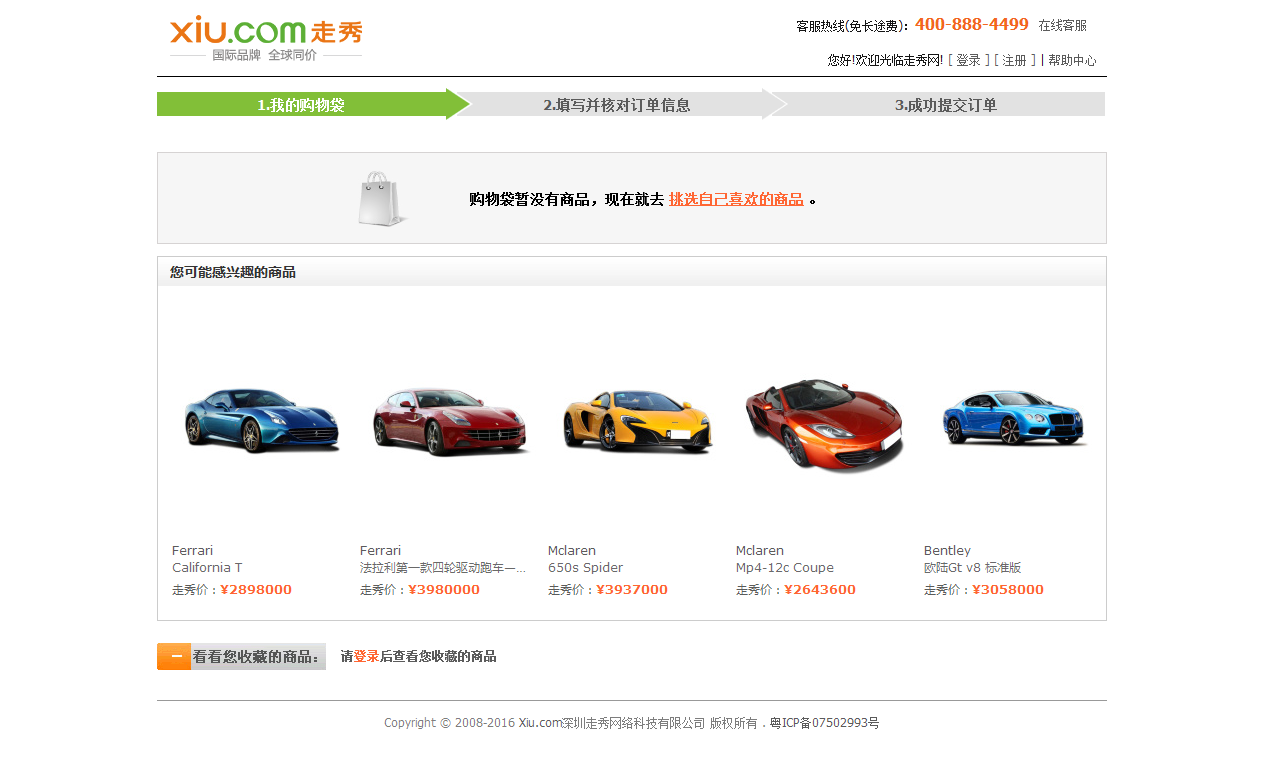 xiu.com 走秀
国际品牌 全球同价
客服热线(免长途费): 400-888-4499 在线客服
您好!欢迎光临走秀网! [ 登录 ] [ 注册 ] | 帮助中心
1.我的购物袋
2.填写并核对订单信息
3.成功提交订单
购物袋暂没有商品，现在就去 挑选自己喜欢的商品 。
您可能感兴趣的商品
Ferrari
California T
走秀价：¥2898000
Ferrari
法拉利第一款四轮驱动跑车—...
走秀价：¥3980000
Mclaren
650s Spider
走秀价：¥3937000
Mclaren
Mp4-12c Coupe
走秀价：¥2643600
Bentley
欧陆Gt v8 标准版
走秀价：¥3058000
看看您收藏的商品：
请登录后查看您收藏的商品
Copyright © 2008-2016 Xiu.com深圳走秀网络科技有限公司 版权所有．粤ICP备07502993号